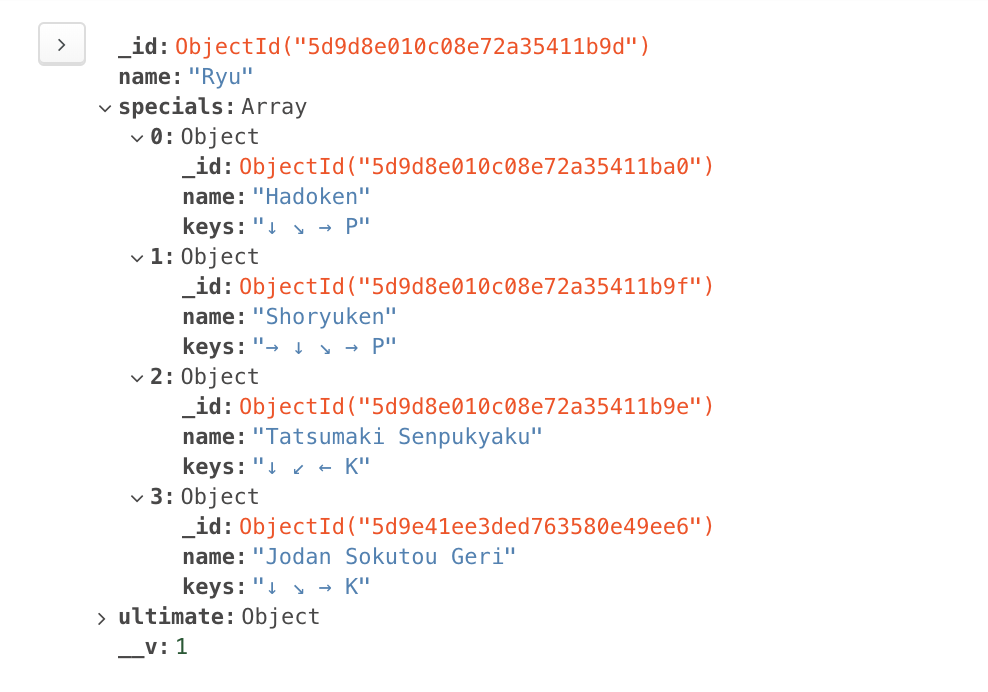 _id: ObjectId("5d9d8e010c08e72a35411b9d")
name: "Ryu"
specials: Array
0: Object
_id: ObjectId("5d9d8e010c08e72a35411ba0")
name: "Hadoken"
keys: "↓ ↘ → P"
1: Object
_id: ObjectId("5d9d8e010c08e72a35411b9f")
name: "Shoryuken"
keys: "→ ↓ ↘ → P"
2: Object
_id: ObjectId("5d9d8e010c08e72a35411b9e")
name: "Tatsumaki Senpukyaku"
keys: "↓ ↙ ← K"
3: Object
_id: ObjectId("5d9e41ee3ded763580e49ee6")
name: "Jodan Sokutou Geri"
keys: "↓ ↘ → K"
ultimate: Object
__v: 1